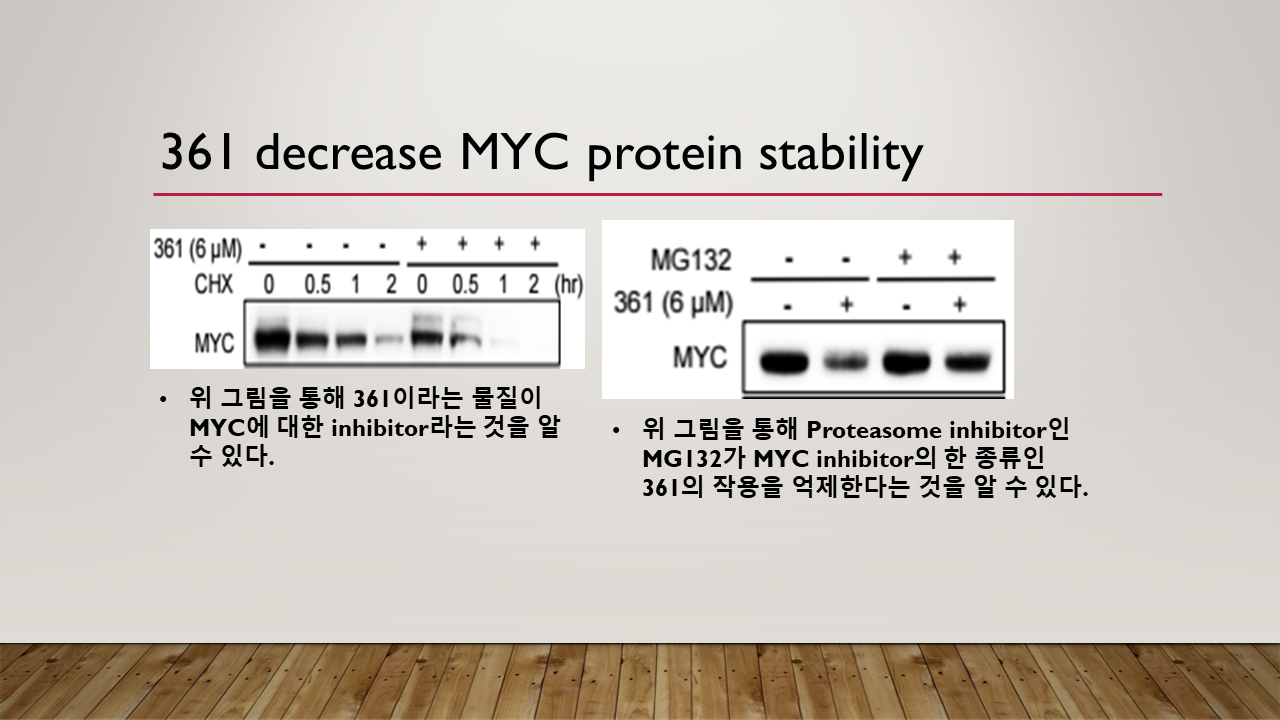 361 decrease MYC protein stability
361 (6 µM) - - - - + + + +
CHX 0 0.5 1 2 0 0.5 1 2 (hr)
MYC
• 위 그림을 통해 361이라는 물질이
MYC에 대한 inhibitor라는 것을 알
수 있다.
MG132 - - + +
361 (6 µM) - + - +
MYC
• 위 그림을 통해 Proteasome inhibitor인
MG132가 MYC inhibitor의 한 종류인
361의 작용을 억제한다는 것을 알 수 있다.